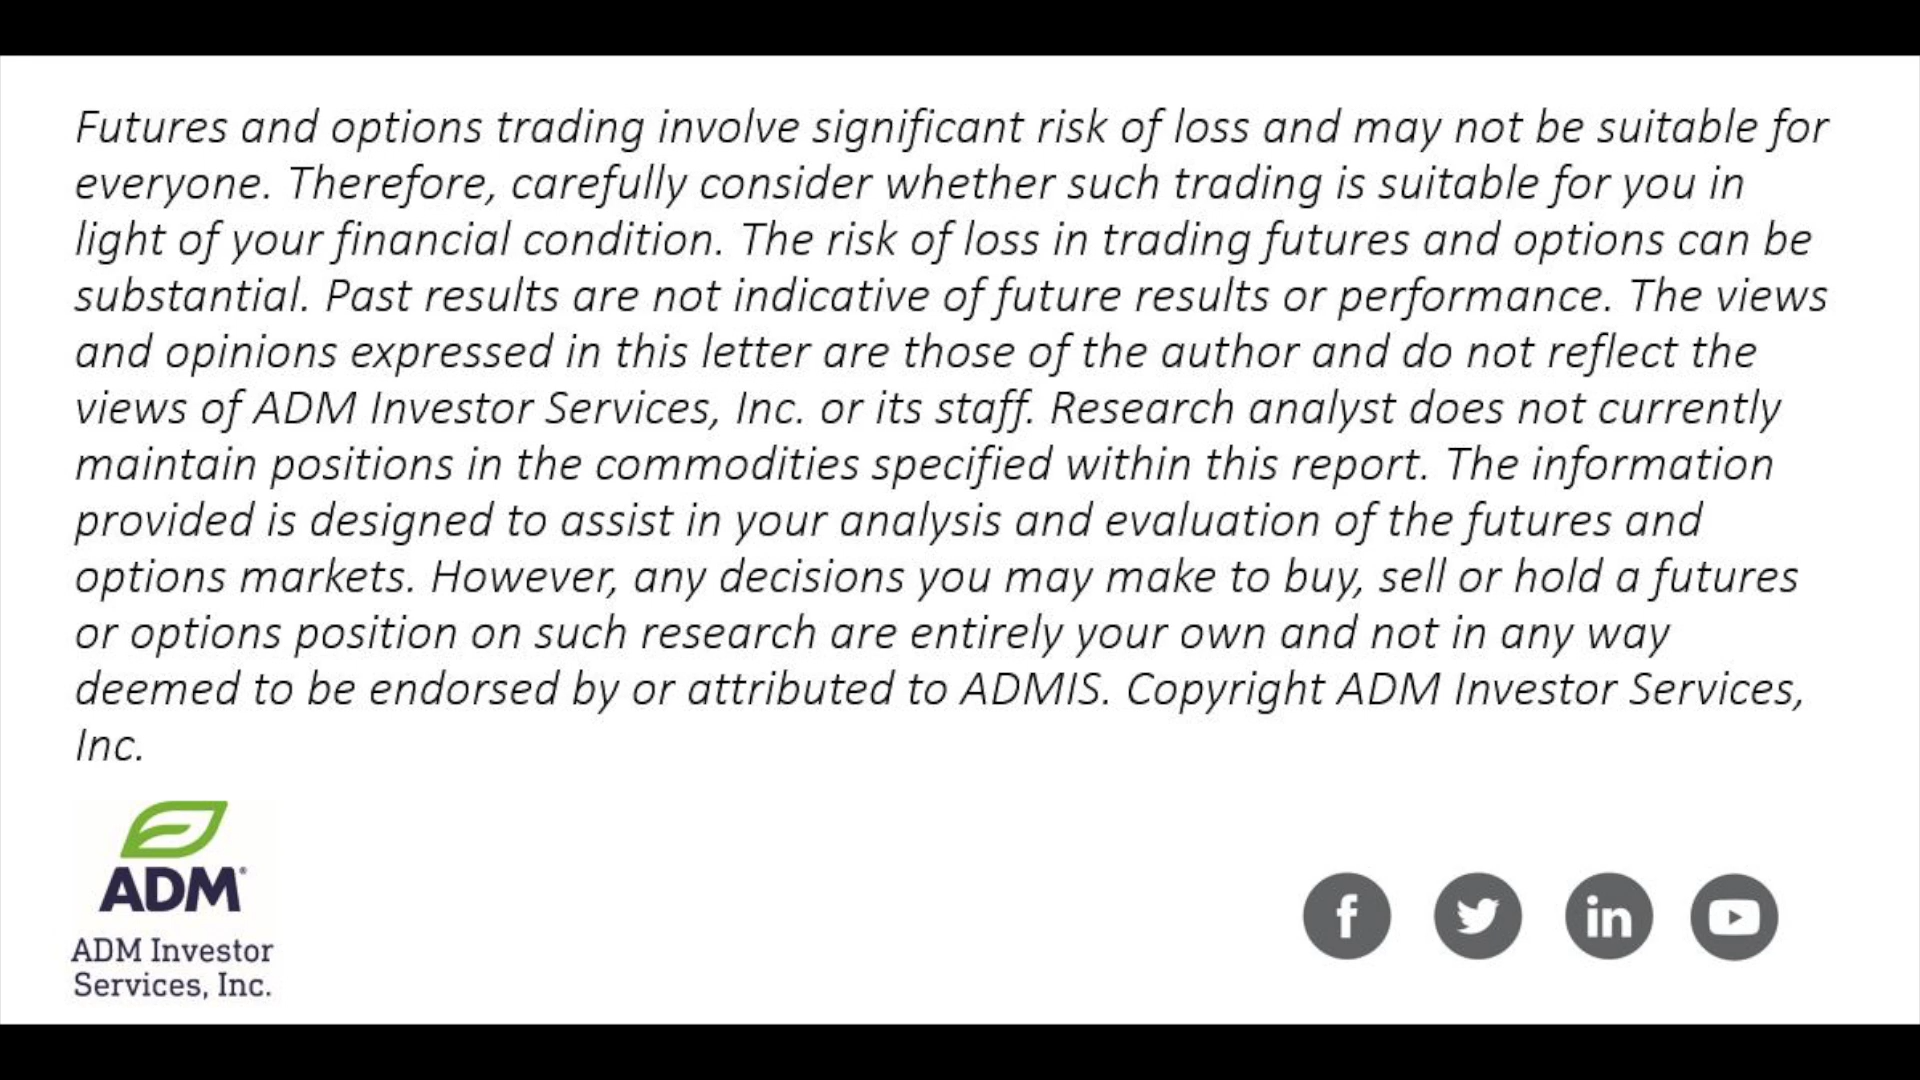 Futures and options trading involve significant risk of loss and may not be suitable for
everyone. Therefore, carefully consider whether such trading is suitable for you in
light of your financial condition. The risk of loss in trading futures and options can be
substantial. Past results are not indicative of future results or performance. The views
and opinions expressed in this letter are those of the author and do not reflect the
views of ADM Investor Services, Inc. or its staff. Research analyst does not currently
maintain positions in the commodities specified within this report. The information
provided is designed to assist in your analysis and evaluation of the futures and
options markets. However, any decisions you may make to buy, sell or hold a futures
or options position on such research are entirely your own and not in any way
deemed to be endorsed by or attributed to ADMIS. Copyright ADM Investor Services,
Inc.
ADM®
ADM Investor
Services, Inc.
f in